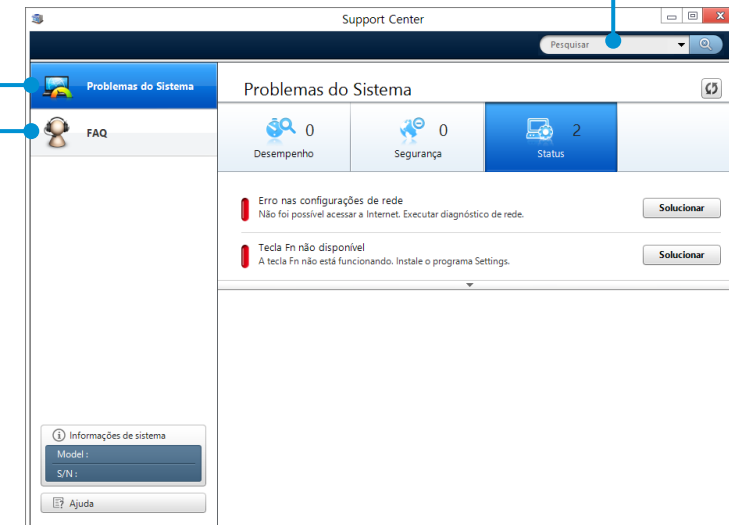 Support Center
Pesquisar
Problemas do Sistema
FAQ
Problemas do Sistema
0
Desempenho
0
Segurança
2
Status
Erro nas configurações de rede
Não foi possível acessar a Internet. Executar diagnóstico de rede.
Solucionar
Tecla Fn não disponível
A tecla Fn não está funcionando. Instale o programa Settings.
Solucionar
Informações de sistema
Model :
S/N :
Ajuda